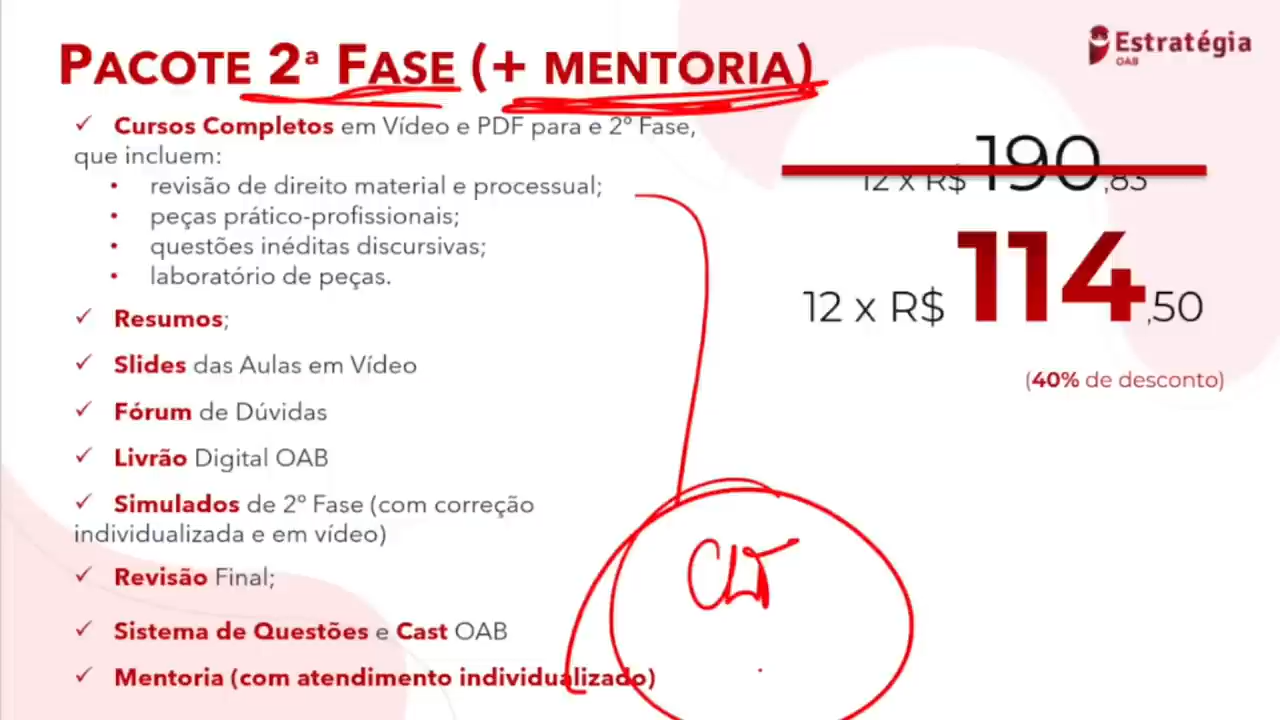 PACOTE 2ª FASE (+ MENTORIA)
Estratégia
OAB
✓ Cursos Completos em Vídeo e PDF para e 2º Fase,
que incluem:
• revisão de direito material e processual;
• peças prático-profissionais;
• questões inéditas discursivas;
• laboratório de peças.
✓ Resumos;
✓ Slides das Aulas em Vídeo
✓ Fórum de Dúvidas
✓ Livrão Digital OAB
✓ Simulados de 2º Fase (com correção
individualizada e em vídeo)
✓ Revisão Final;
✓ Sistema de Questões e Cast OAB
✓ Mentoria (com atendimento individualizado)
12 x R$ 190,83
12 x R$ 114,50
(40% de desconto)